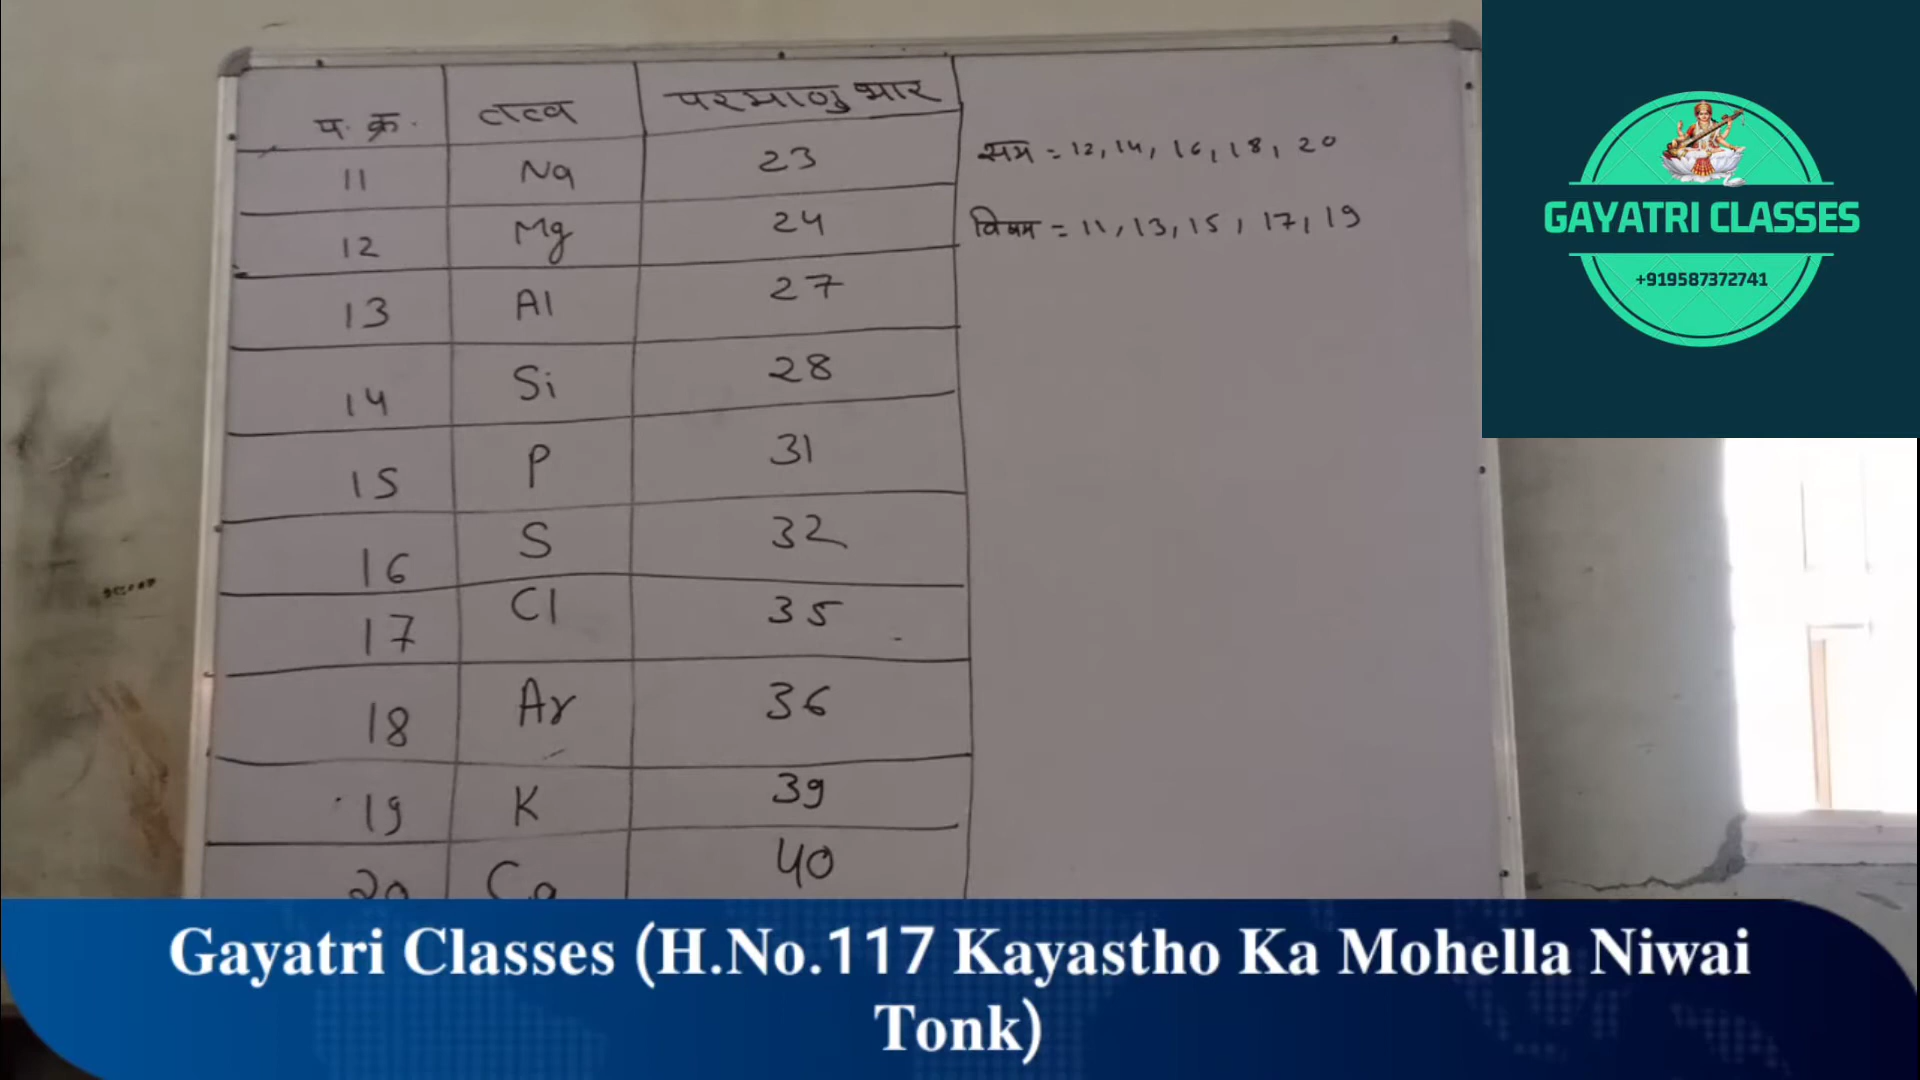 प. क्र. तत्व परमाणु भार
11 Na 23
12 Mg 24
13 Al 27
14 Si 28
15 P 31
16 S 32
17 Cl 35
18 Ar 36
19 K 39
20 Ca 40
सम = 12, 14, 16, 18, 20
विषम = 11, 13, 15, 17, 19
GAYATRI CLASSES
+919587372741
Gayatri Classes (H.No.117 Kayastho Ka Mohella Niwai
Tonk)